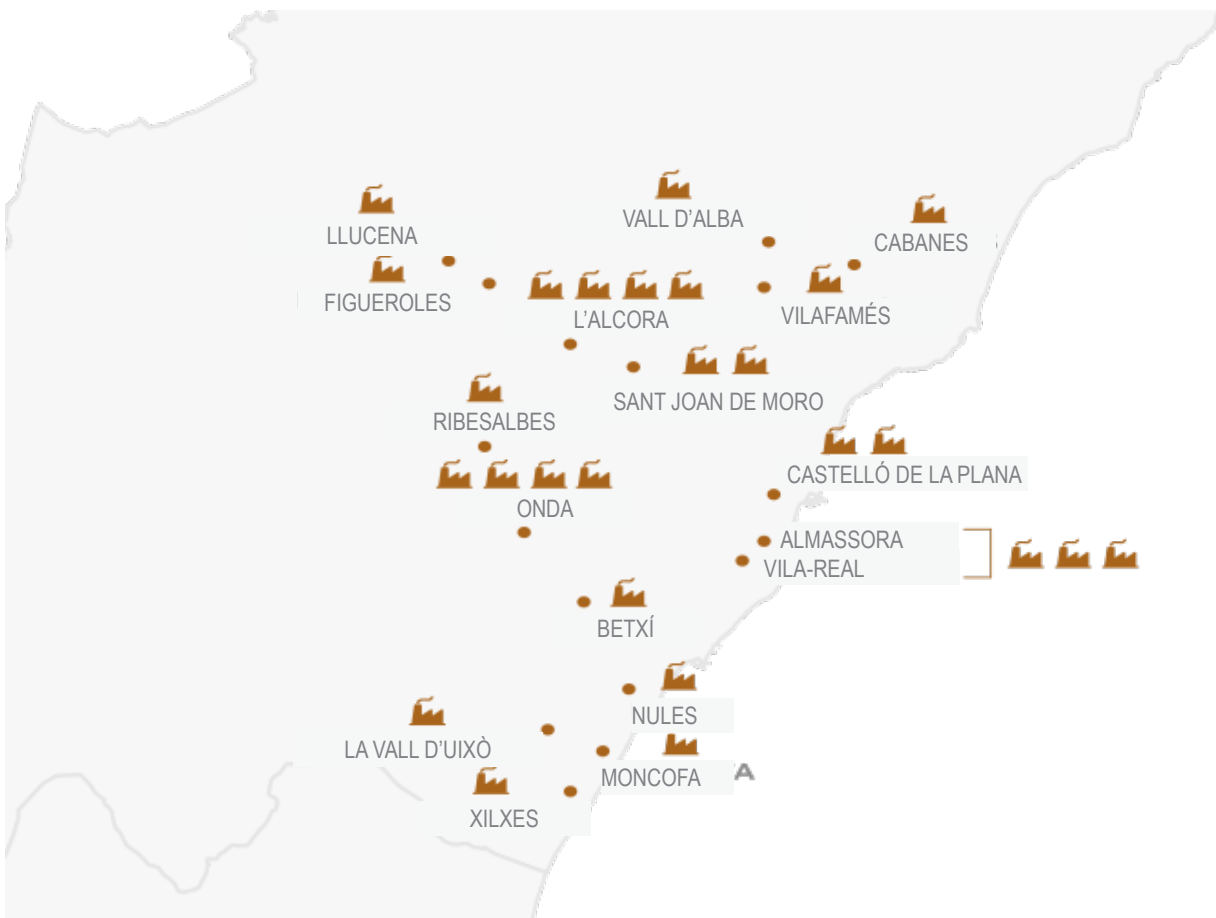 VALL D'ALBA
LLUCENA
CABANES
FIGUEROLES
L'ALCORA
VILAFAMÉS
SANT JOAN DE MORO
RIBESALBES
CASTELLÓ DE LA PLANA
ONDA
ALMASSORA
VILA-REAL
BETXÍ
NULES
LA VALL D'UIXÒ
MONCOFA
XILXES